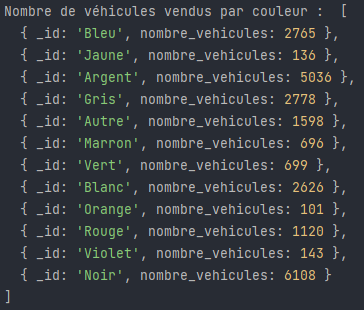 Nombre de véhicules vendus par couleur :  [
  { _id: 'Bleu', nombre_vehicules: 2765 },
  { _id: 'Jaune', nombre_vehicules: 136 },
  { _id: 'Argent', nombre_vehicules: 5036 },
  { _id: 'Gris', nombre_vehicules: 2778 },
  { _id: 'Autre', nombre_vehicules: 1598 },
  { _id: 'Marron', nombre_vehicules: 696 },
  { _id: 'Vert', nombre_vehicules: 699 },
  { _id: 'Blanc', nombre_vehicules: 2626 },
  { _id: 'Orange', nombre_vehicules: 101 },
  { _id: 'Rouge', nombre_vehicules: 1120 },
  { _id: 'Violet', nombre_vehicules: 143 },
  { _id: 'Noir', nombre_vehicules: 6108 }
]